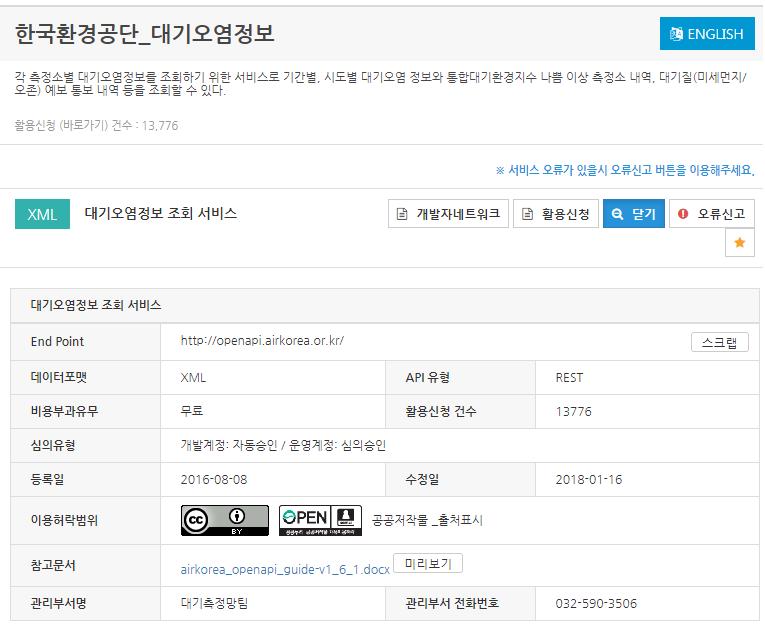 한국환경공단_대기오염정보
ENGLISH
각 측정소별 대기오염정보를 조회하기 위한 서비스로 기간별, 시도별 대기오염 정보와 통합대기환경지수 나쁨 이상 측정소 내역, 대기질(미세먼지/
오존) 예보 통보 내역 등을 조회할 수 있다.
활용신청 (바로가기) 건수 : 13,776
※ 서비스 오류가 있을시 오류신고 버튼을 이용해주세요.
XML 대기오염정보 조회 서비스 개발자네트워크 활용신청 닫기 오류신고
대기오염정보 조회 서비스
End Point http://openapi.airkorea.or.kr/ 스크랩
데이터포맷 XML API 유형 REST
비용부과유무 무료 활용신청 건수 13776
심의유형 개발계정: 자동승인 / 운영계정: 심의승인
등록일 2016-08-08 수정일 2018-01-16
이용허락범위 cc BY OPEN 공공저작물_출처표시
참고문서 airkorea_openapi_guide-v1_6_1.docx 미리보기
관리부서명 대기측정망팀 관리부서 전화번호 032-590-3506